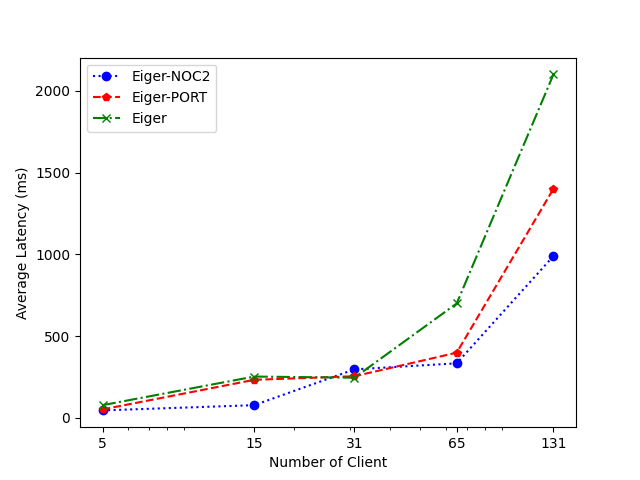 Eiger-NOC2
Eiger-PORT
Eiger
2000
1500
1000
500
0
Average Latency (ms)
5 15 31 65 131
Number of Client